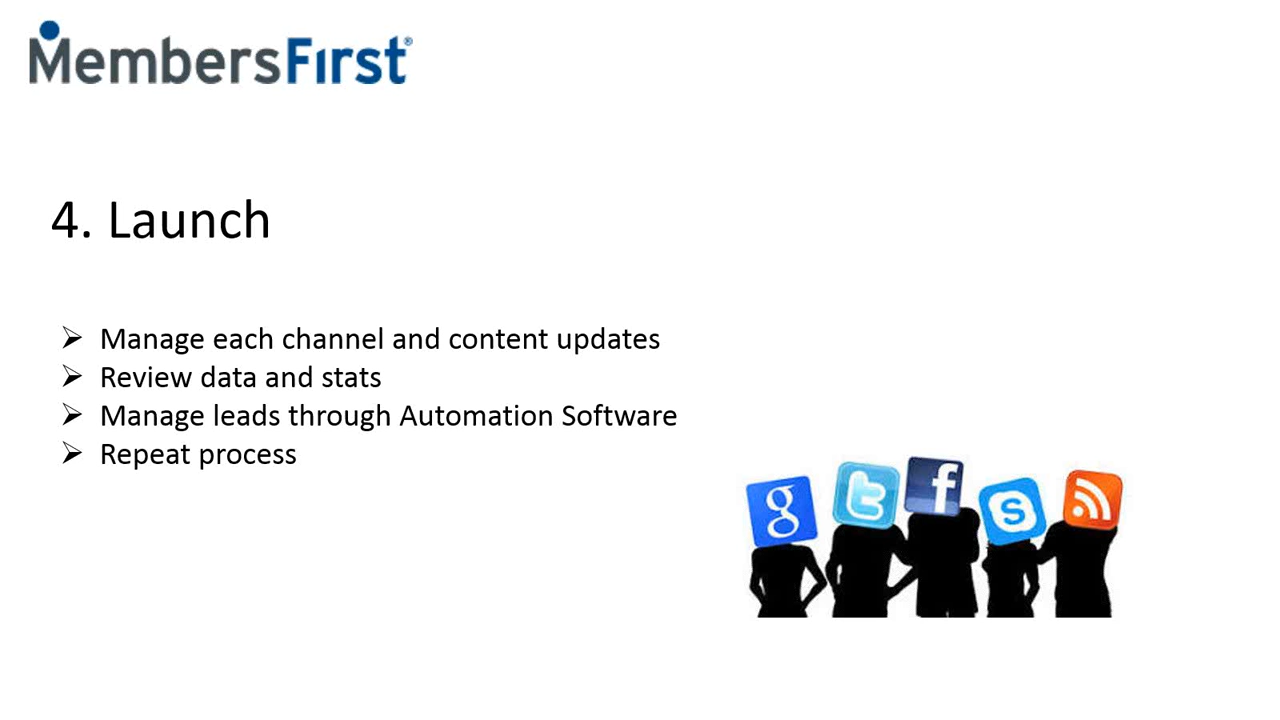 MembersFirst®
4. Launch
➢ Manage each channel and content updates
➢ Review data and stats
➢ Manage leads through Automation Software
➢ Repeat process
g t f S